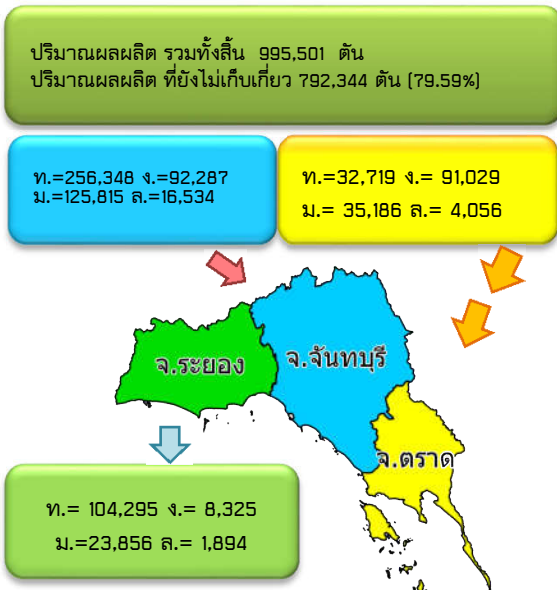 ปริมาณผลผลิต รวมทั้งสิ้น 995,501 ตัน
ปริมาณผลผลิต ที่ยังไม่เก็บเกี่ยว 792,344 ตัน (79.59%)
ท.=256,348 ง.=92,287
ม.=125,815 ล.=16,534
ท.=32,719 ง.= 91,029
ม.= 35,186 ล.= 4,056
จ.ระยอง
จ.จันทบุรี
จ.ตราด
ท.= 104,295 ง.= 8,325
ม.=23,856 ล.= 1,894